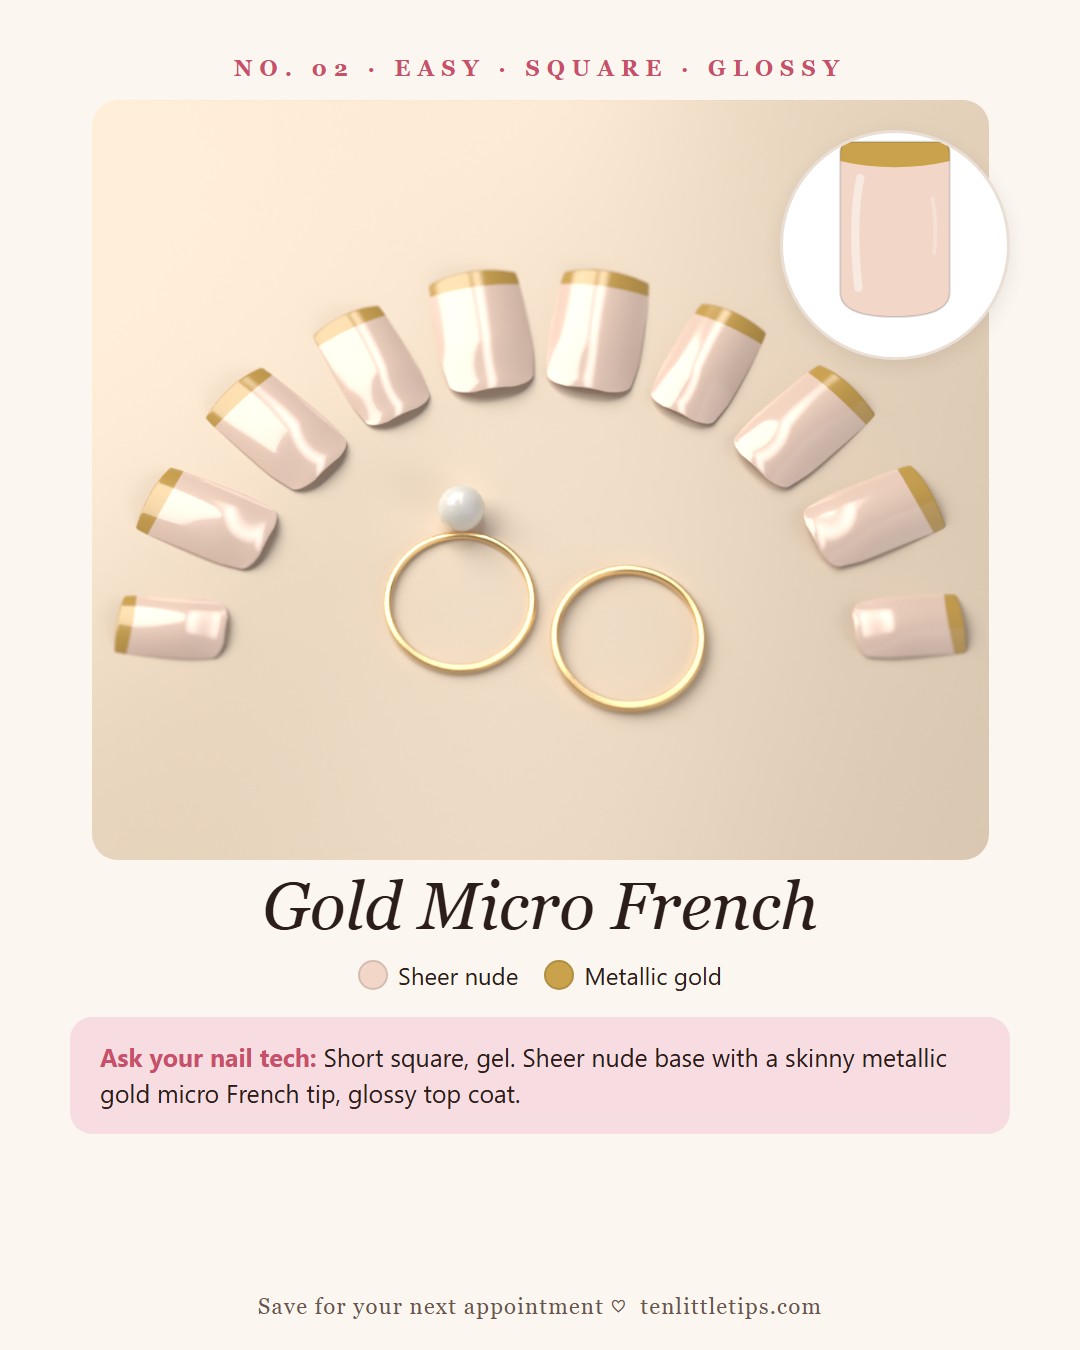 NO. 02 · EASY · SQUARE · GLOSSY
Gold Micro French
Sheer nude
Metallic gold
Ask your nail tech: Short square, gel. Sheer nude base with a skinny metallic
gold micro French tip, glossy top coat.
Save for your next appointment ♡ tenlittletips.com